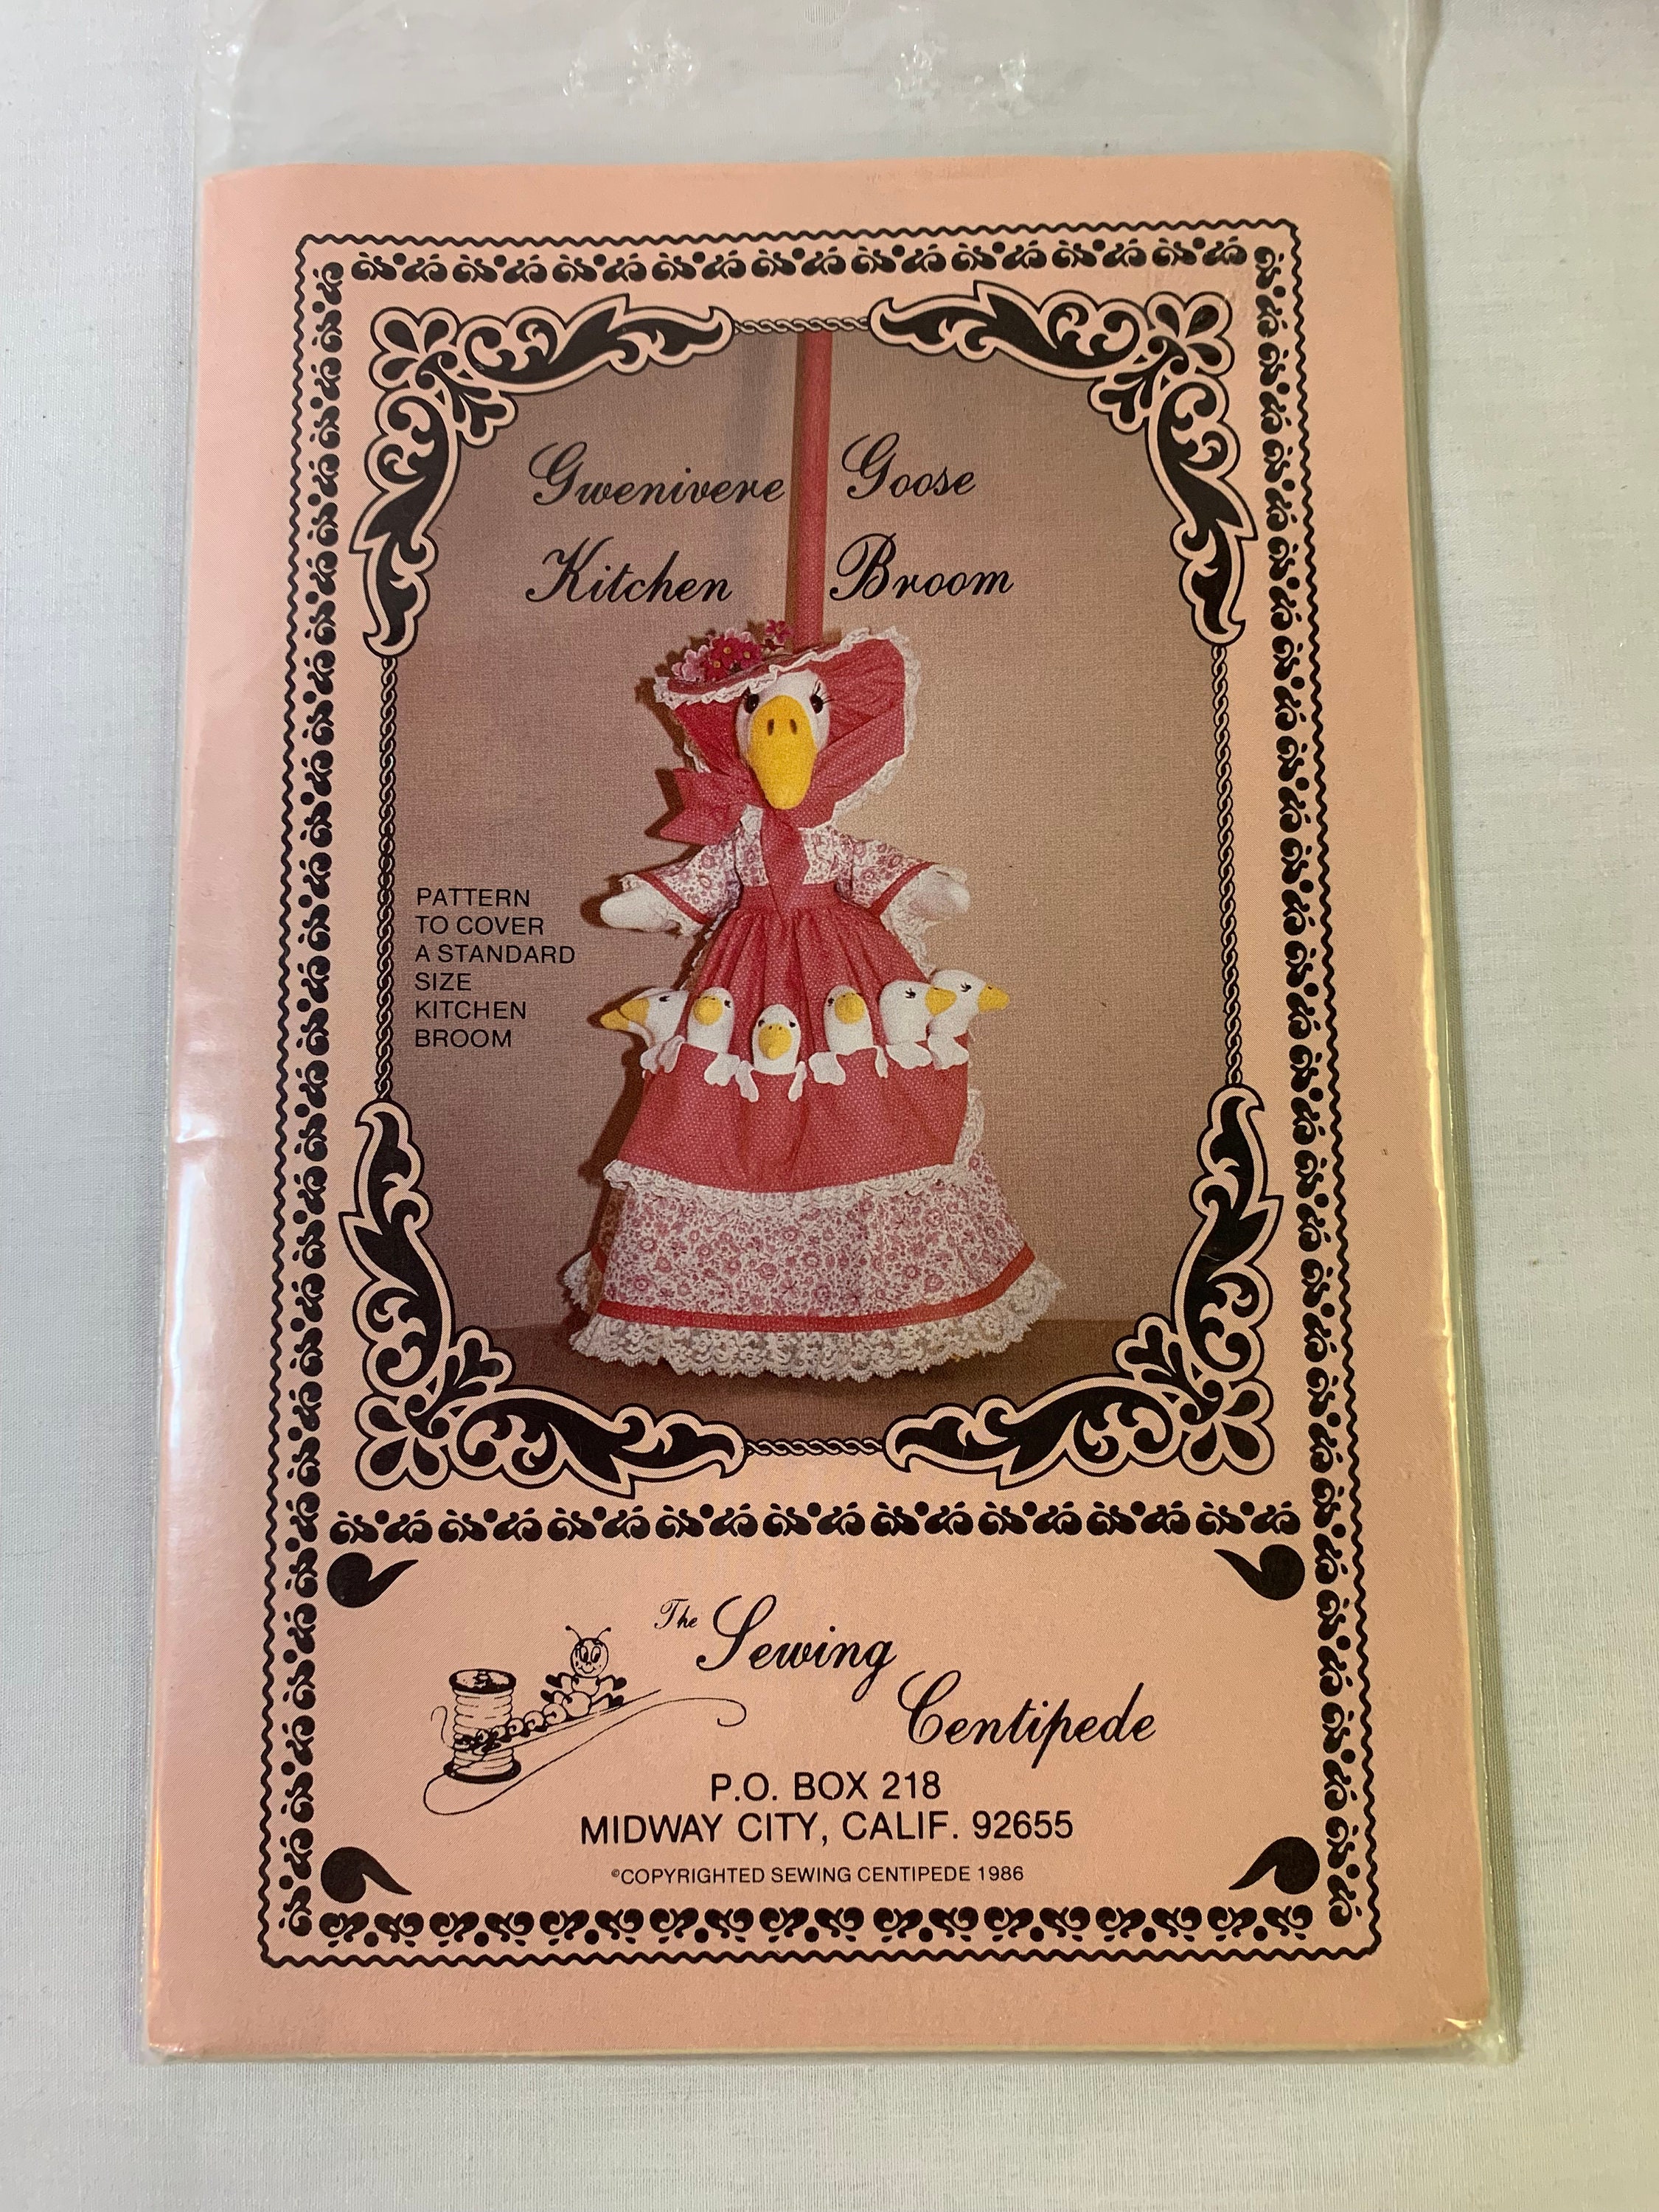 Gwenivere Goose
Kitchen Broom
PATTERN
TO COVER
A STANDARD
SIZE
KITCHEN
BROOM
The Sewing
Centipede
P.O. BOX 218
MIDWAY CITY, CALIF. 92655
©COPYRIGHTED SEWING CENTIPEDE 1986